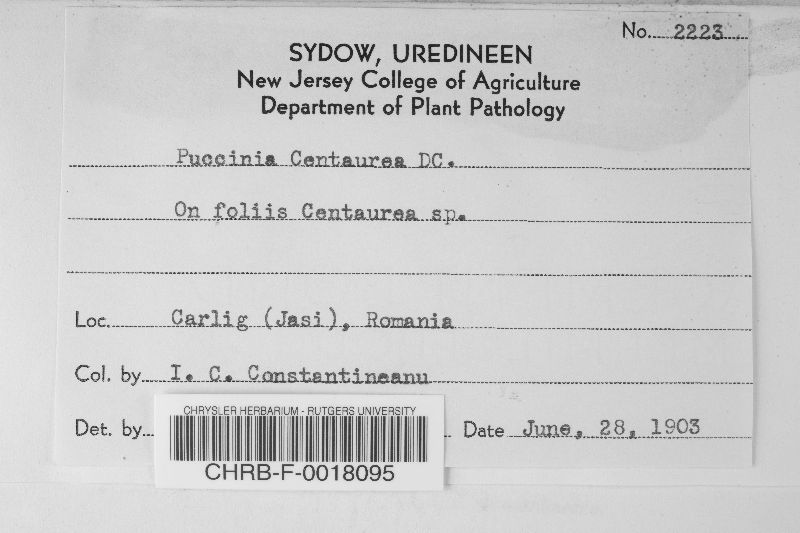 No. 2223
SYDOW, UREDINEEN
New Jersey College of Agriculture
Department of Plant Pathology
Puccinia Centaurea DC.
On foliis Centaurea sp.
Loc. Carlig (Jasi), Romania
Col. by I. C. Constantineanu
Det. by
Date June, 28, 1903
CHRYSLER HERBARIUM - RUTGERS UNIVERSITY
CHRB-F-0018095